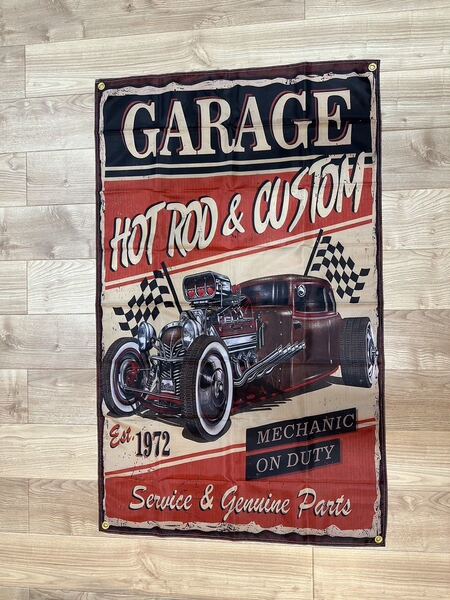 GARAGE
HOT ROD & CUSTOM
Est. 1972
MECHANIC
ON DUTY
Service & Genuine Parts